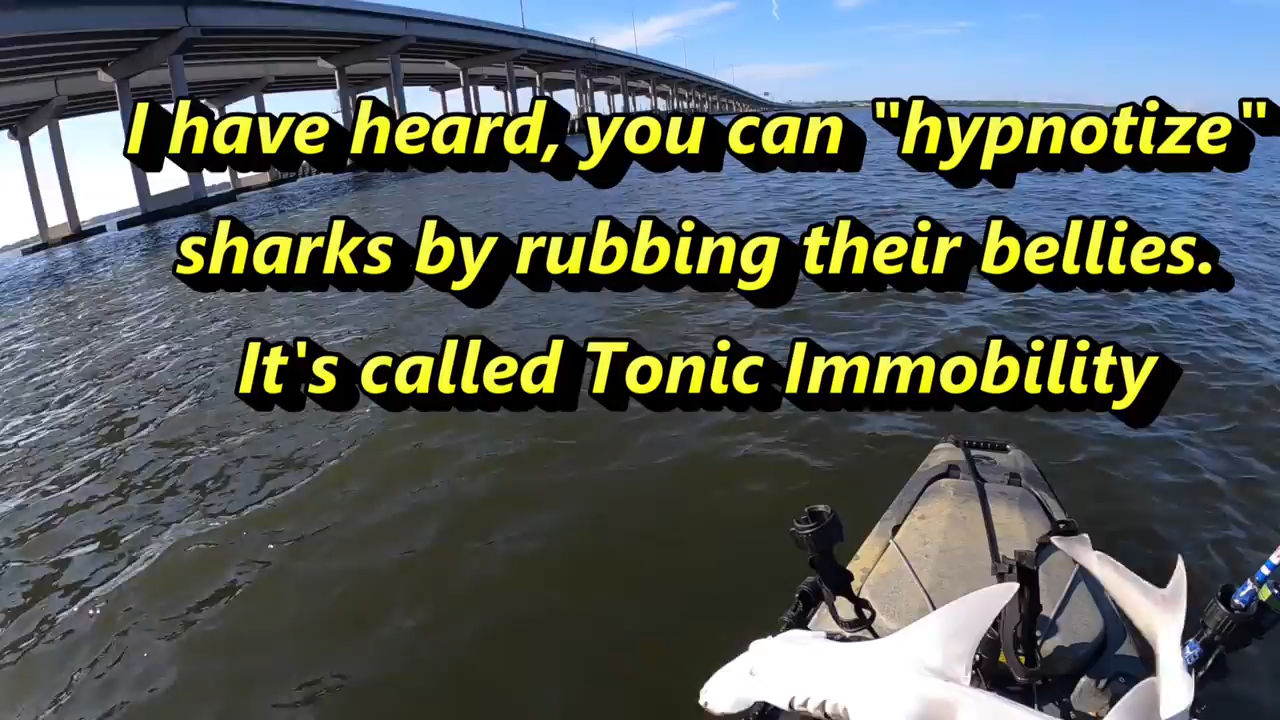 I have heard, you can "hypnotize"
sharks by rubbing their bellies.
It's called Tonic Immobility